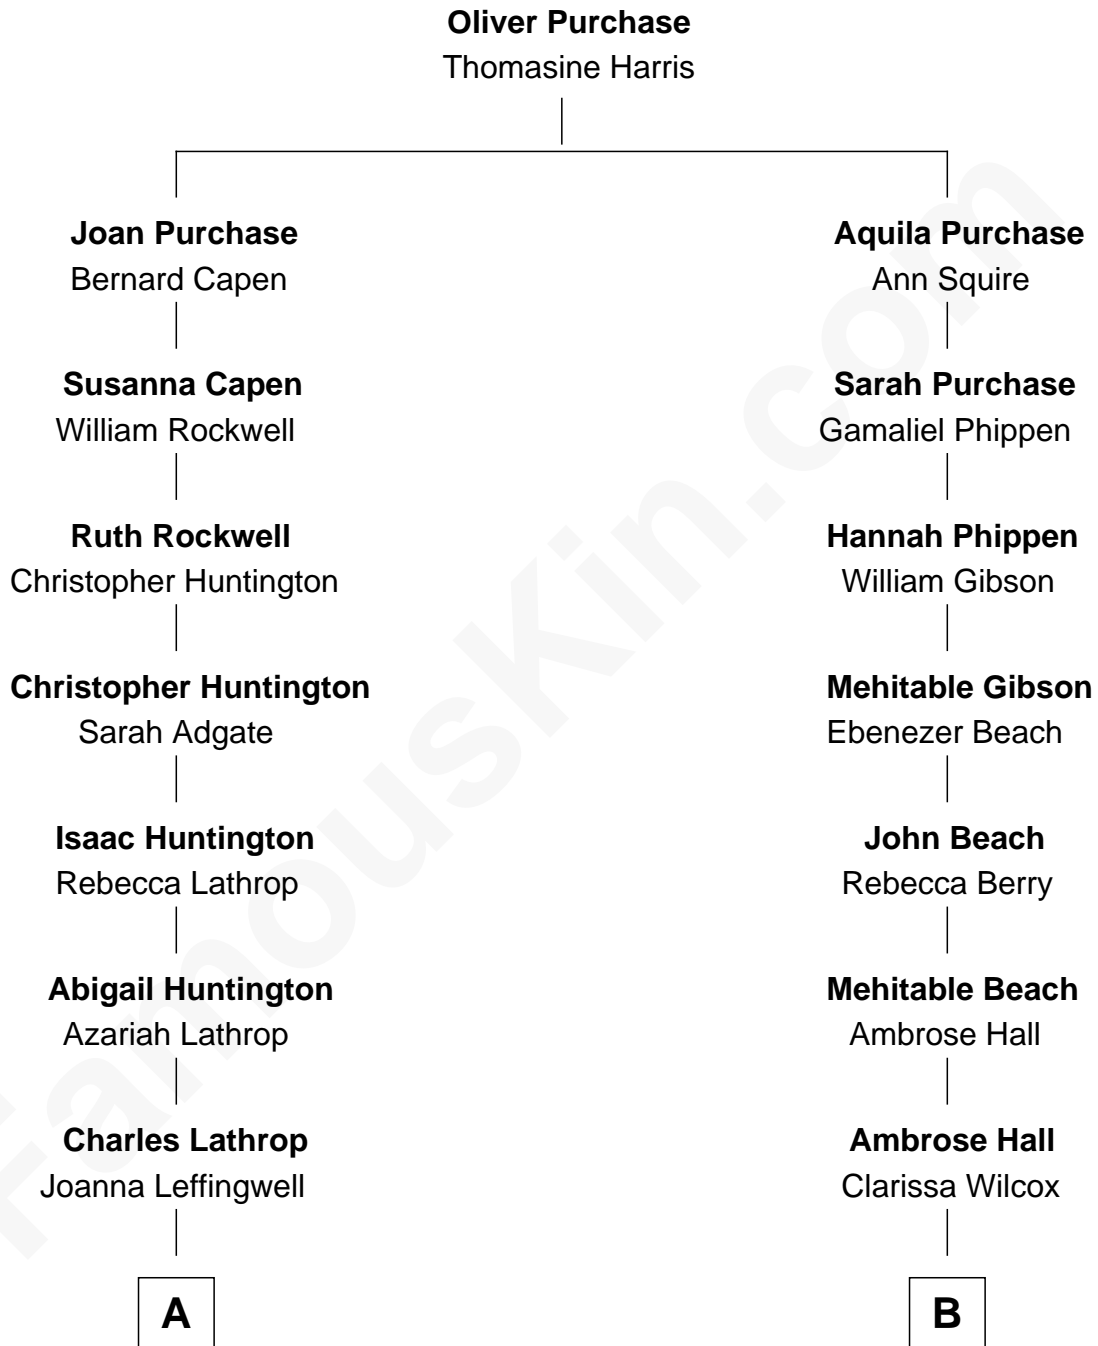 Oliver Purchase
Thomasine Harris
Joan Purchase
Bernard Capen
Aquila Purchase
Ann Squire
Susanna Capen
William Rockwell
Sarah Purchase
Gamaliel Phippen
Ruth Rockwell
Christopher Huntington
Hannah Phippen
William Gibson
Christopher Huntington
Sarah Adgate
Mehitable Gibson
Ebenezer Beach
Isaac Huntington
Rebecca Lathrop
John Beach
Rebecca Berry
Abigail Huntington
Azariah Lathrop
Mehitable Beach
Ambrose Hall
Charles Lathrop
Joanna Leffingwell
Ambrose Hall
Clarissa Wilcox
A
B
FamousKin.com